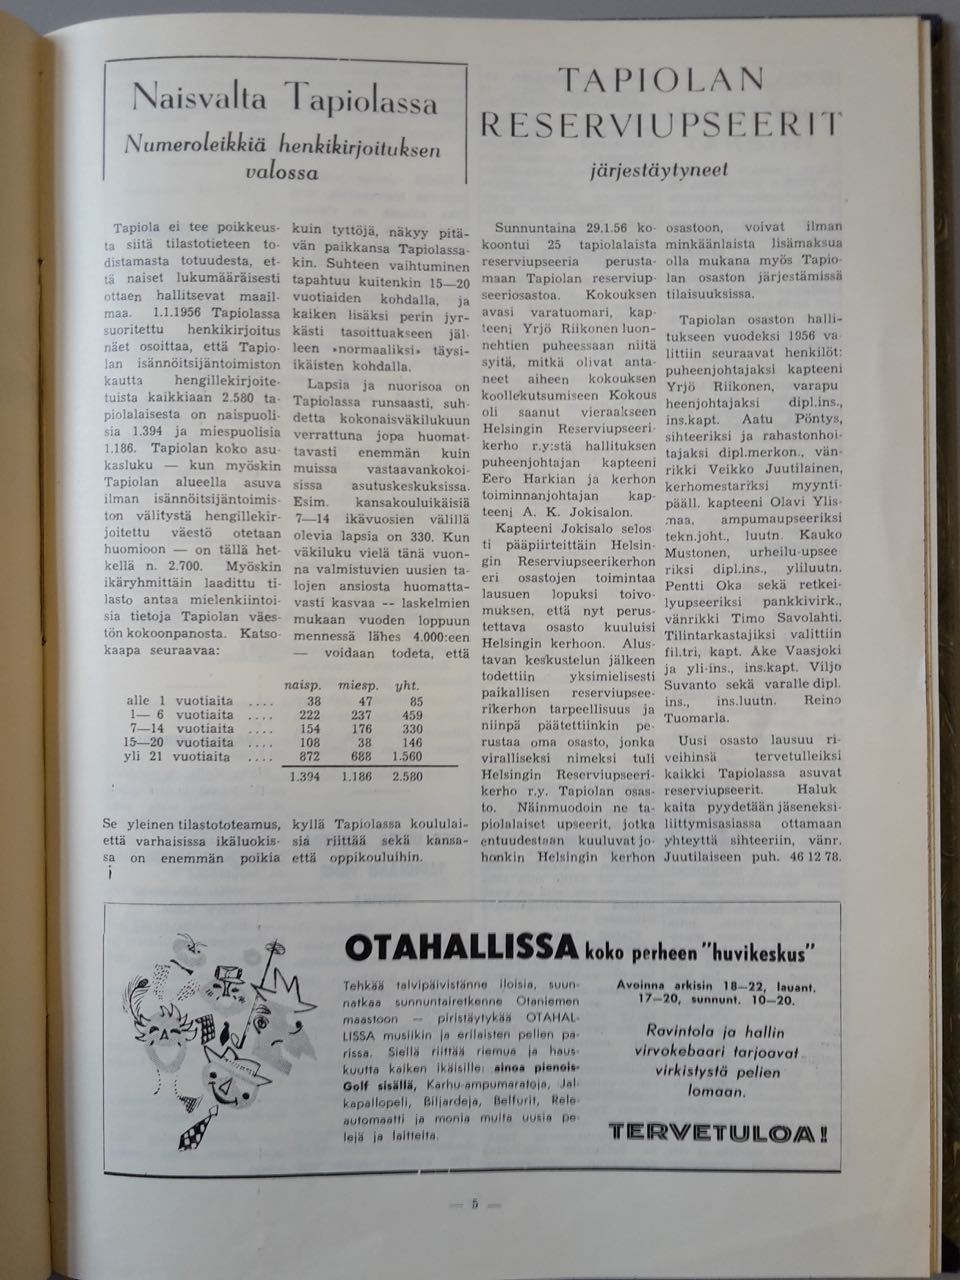 Naisvalta Tapiolassa
Numeroleikkiä henkikirjoituksen
valossa
Tapiola ei tee poikkeus-
ta siitä tilastotieteen to-
distamasta totuudesta, et-
tä naiset lukumääräisesti
ottaen hallitsevat maail-
maa. 1.1.1956 Tapiolassa
suoritettu henkikirjoitus
näet osoittaa, että Tapio-
lan isännöitsijäntoimiston
kautta hengillekirjoite-
tuista kaikkiaan 2.580 ta-
piolalaisesta on naispuoli-
sia 1.394 ja miespuolisia
1.186. Tapiolan koko asu-
kasluku — kun myöskin
Tapiolan alueella asuva
ilman isännöitsijäntoimis-
ton välitystä hengillekir-
joitettu väestö otetaan
huomioon — on tällä het-
kellä n. 2.700. Myöskin
ikäryhmittäin laadittu ti-
lasto antaa mielenkiintoi-
sia tietoja Tapiolan väes-
tön kokoonpanosta. Katso-
kaapa seuraavaa:
kuin tyttöjä, näkyy pitä-
vän paikkansa Tapiolassa-
kin. Suhteen vaihtuminen
tapahtuu kuitenkin 15—20
vuotiaiden kohdalla, ja
kaiken lisäksi perin jyr-
kästi tasoittuakseen jäl-
leen »normaaliksi» täysi-
ikäisten kohdalla.
Lapsia ja nuorisoa on
Tapiolassa runsaasti, suh-
detta kokonaisväkilukuun
verrattuna jopa huomat-
tavasti enemmän kuin
muissa vastaavankokoi-
sissa asutuskeskuksissa.
Esim. kansakouluikäisiä
7—14 ikävuosien välillä
olevia lapsia on 330. Kun
väkiluku vielä tänä vuon-
na valmistuvien uusien ta-
lojen ansiosta huomatta-
vasti kasvaa -- laskelmien
mukaan vuoden loppuun
mennessä lähes 4.000:een
— voidaan todeta, että
naisp. miesp. yht.
alle 1 vuotiaita .... 38 47 85
1— 6 vuotiaita .... 222 237 459
7—14 vuotiaita .... 154 176 330
15—20 vuotiaita .... 108 38 146
yli 21 vuotiaita .... 872 688 1.560
1.394 1.186 2.580
Se yleinen tilastototeamus,
että varhaisissa ikäluokis-
sa on enemmän poikia
kyllä Tapiolassa koululai-
sia riittää sekä kansa-
että oppikouluihin.
TAPIOLAN
RESERVIUPSEERIT
järjestäytyneet
Sunnuntaina 29.1.56 ko-
koontui 25 tapiolalaista
reserviupseeria perusta-
maan Tapiolan reserviup-
seeriosastoa. Kokouksen
avasi varatuomari, kap-
teeni Yrjö Riikonen luon-
nehtien puheessaan niitä
syitä, mitkä olivat anta-
neet aiheen kokouksen
koollekutsumiseen Kokous
oli saanut vieraakseen
Helsingin Reserviupseeri-
kerho r.y:stä hallituksen
puheenjohtajan kapteeni
Eero Harkian ja kerhon
toiminnanjohtajan kap-
teeni A. K. Jokisalon.
Kapteeni Jokisalo selos-
ti pääpiirteittäin Helsin-
gin Reserviupseerikerhon
eri osastojen toimintaa
lausuen lopuksi toivo-
muksen, että nyt perus-
tettava osasto kuuluisi
Helsingin kerhoon. Alus-
tavan keskustelun jälkeen
todettiin yksimielisesti
paikallisen reserviupsee-
rikerhon tarpeellisuus ja
niinpä päätettiinkin pe-
rustaa oma osasto, jonka
viralliseksi nimeksi tuli
Helsingin Reserviupseeri-
kerho r.y. Tapiolan osas-
to. Näinmuodoin ne ta-
piolalaiset upseerit, jotka
entuudestaan kuuluvat jo-
honkin Helsingin kerhon
osastoon, voivat ilman
minkäänlaista lisämaksua
olla mukana myös Tapio-
lan osaston järjestämissä
tilaisuuksissa.
Tapiolan osaston halli-
tukseen vuodeksi 1956 va-
littiin seuraavat henkilöt:
puheenjohtajaksi kapteeni
Yrjö Riikonen, varapu
heenjohtajaksi dipl.ins.,
ins.kapt. Aatu Pöntys,
sihteeriksi ja rahastonhoi-
tajaksi dipl.merkon., vän-
rikki Veikko Juutilainen,
kerhomestariksi myynti-
pääll. kapteeni Olavi Ylis-
maa, ampumaupseeriksi
tekn.joht., luutn. Kauko
Mustonen, urheilu-upsee
riksi dipl.ins., yliluutn.
Pentti Oka sekä retkei-
lyupseeriksi pankkivirk.,
vänrikki Timo Savolahti.
Tilintarkastajiksi valittiin
fil.tri, kapt. Åke Vaasjoki
ja yli-ins., ins.kapt. Viljo
Suvanto sekä varalle dipl.
ins., ins.luutn. Reino
Tuomarla.
Uusi osasto lausuu ri-
veihinsä tervetulleiksi
kaikki Tapiolassa asuvat
reserviupseerit. Haluk
kaita pyydetään jäseneksi-
liittymisasiassa ottamaan
yhteyttä sihteeriin, vänr.
Juutilaiseen puh. 46 12 78.
OTAHALLISSA koko perheen "huvikeskus"
Tehkää talvipäivistänne iloisia, suun-
natkaa sunnuntairetkenne Otaniemen
maastoon — piristäytykää OTAHAL-
LISSA musiikin ja erilaisten pelien pa-
rissa. Siellä riittää riemua ja haus-
kuutta kaiken ikäisille: ainoa pienois-
Golf sisällä, Karhu-ampumaratoja, Jal-
kapallopeli, Biljardeja, Belfurit, Rele-
automaatti ja monia muita uusia pe-
lejä ja laitteita.
Avoinna arkisin 18—22, lauant.
17—20, sunnunt. 10—20.
Ravintola ja hallin
virvokebaari tarjoavat
virkistystä pelien
lomaan.
TERVETULOA!
— 5 —